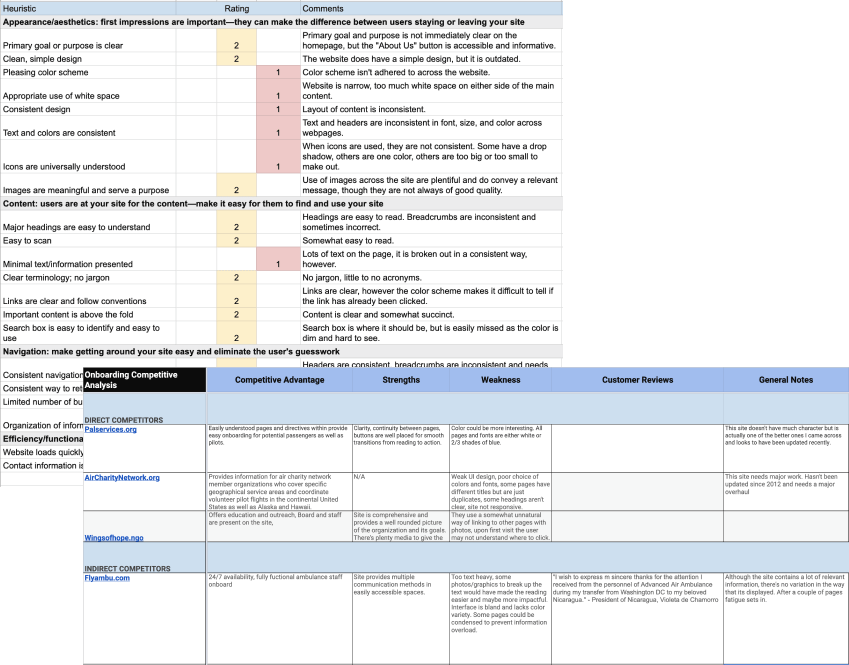 Heuristic Rating Comments
Appearance/aesthetics: first impressions are important—they can make the difference between users staying or leaving your site
Primary goal or purpose is clear 2 Primary goal and purpose is not immediately clear on the
homepage, but the "About Us" button is accessible and informative.
Clean, simple design 2 The website does have a simple design, but it is outdated.
Pleasing color scheme 1 Color scheme isn't adhered to across the website.
Appropriate use of white space 1 Website is narrow, too much white space on either side of the main
content.
Consistent design 1 Layout of content is inconsistent.
Text and colors are consistent 1 Text and headers are inconsistent in font, size, and color across
webpages.
Icons are universally understood 1 When icons are used, they are not consistent. Some have a drop
shadow, others are one color, others are too big or too small to
make out.
Images are meaningful and serve a purpose 2 Use of images across the site are plentiful and do convey a relevant
message, though they are not always of good quality.
Content: users are at your site for the content—make it easy for them to find and use your site
Major headings are easy to understand 2 Headings are easy to read. Breadcrumbs are inconsistent and
sometimes incorrect.
Easy to scan 2 Somewhat easy to read.
Minimal text/information presented 1 Lots of text on the page, it is broken out in a consistent way,
however.
Clear terminology; no jargon 2 No jargon, little to no acronyms.
Links are clear and follow conventions 2 Links are clear, however the color scheme makes it difficult to tell if
the link has already been clicked.
Important content is above the fold 2 Content is clear and somewhat succinct.
Search box is easy to identify and easy to
use 2 Search box is where it should be, but is easily missed as the color is
dim and hard to see.
Navigation: make getting around your site easy and eliminate the user's guesswork
Headers are consistent, breadcrumbs are inconsistent and needs
Consistent navigation
Consistent way to ret
Limited number of bu
Organization of inforn
Efficiency/functiona
Website loads quickly
Contact information is
Onboarding Competitive
Analysis
Competitive Advantage Strengths Weakness Customer Reviews General Notes
DIRECT COMPETITORS
Palservices.org
Easily understood pages and directives within provide
easy onboarding for potential passengers as well as
pilots.
Clarity, continuity between pages,
buttons are well placed for smooth
transitions from reading to action.
Color could be more interesting. All
pages and fonts are either white or
2/3 shades of blue.
This site doesn't have much character but is
actually one of the better ones I came across
and looks to have been updated recently.
AirCharityNetwork.org
Provides information for air charity network
member organizations who cover specific
geographical service areas and coordinate
volunteer pilot flights in the continental United
States as well as Alaska and Hawaii.
N/A
Weak UI design, poor choice of
colors and fonts, some pages have
different titles but are just
duplicates, some headings aren't
clear, site not responsive.
This site needs major work. Hasn't been
updated since 2012 and needs a major
overhaul
Wingsofhope.ngo
Offers education and outreach, Board and staff
are present on the site,
Site is comprehensive and
provides a well rounded picture
of the organization and its goals.
There's plenty media to give the
They use a somewhat unnatural
way of linking to other pages with
photos, upon first visit the user
may not understand where to click.
INDIRECT COMPETITORS
Flyambu.com
24/7 availability, fully fuctional ambulance staff
onboard
Site provides multiple
communication methods in
easily accessible spaces.
Too text heavy, some
photos/graphics to break up the
text would have made the reading
easier and maybe more impactful.
Interface is bland and lacks color
variety. Some pages could be
condensed to prevent information
overload.
"I wish to express m sincere thanks for the attention I
received from the personnel of Advanced Air Ambulance
during my transfer from Washington DC to my beloved
Nicaragua." - President of Nicaragua, Violeta de Chamorro
Although the site contains a lot of relevant
information, there's no variation in the way
that its displayed. After a couple of pages
fatigue sets in.